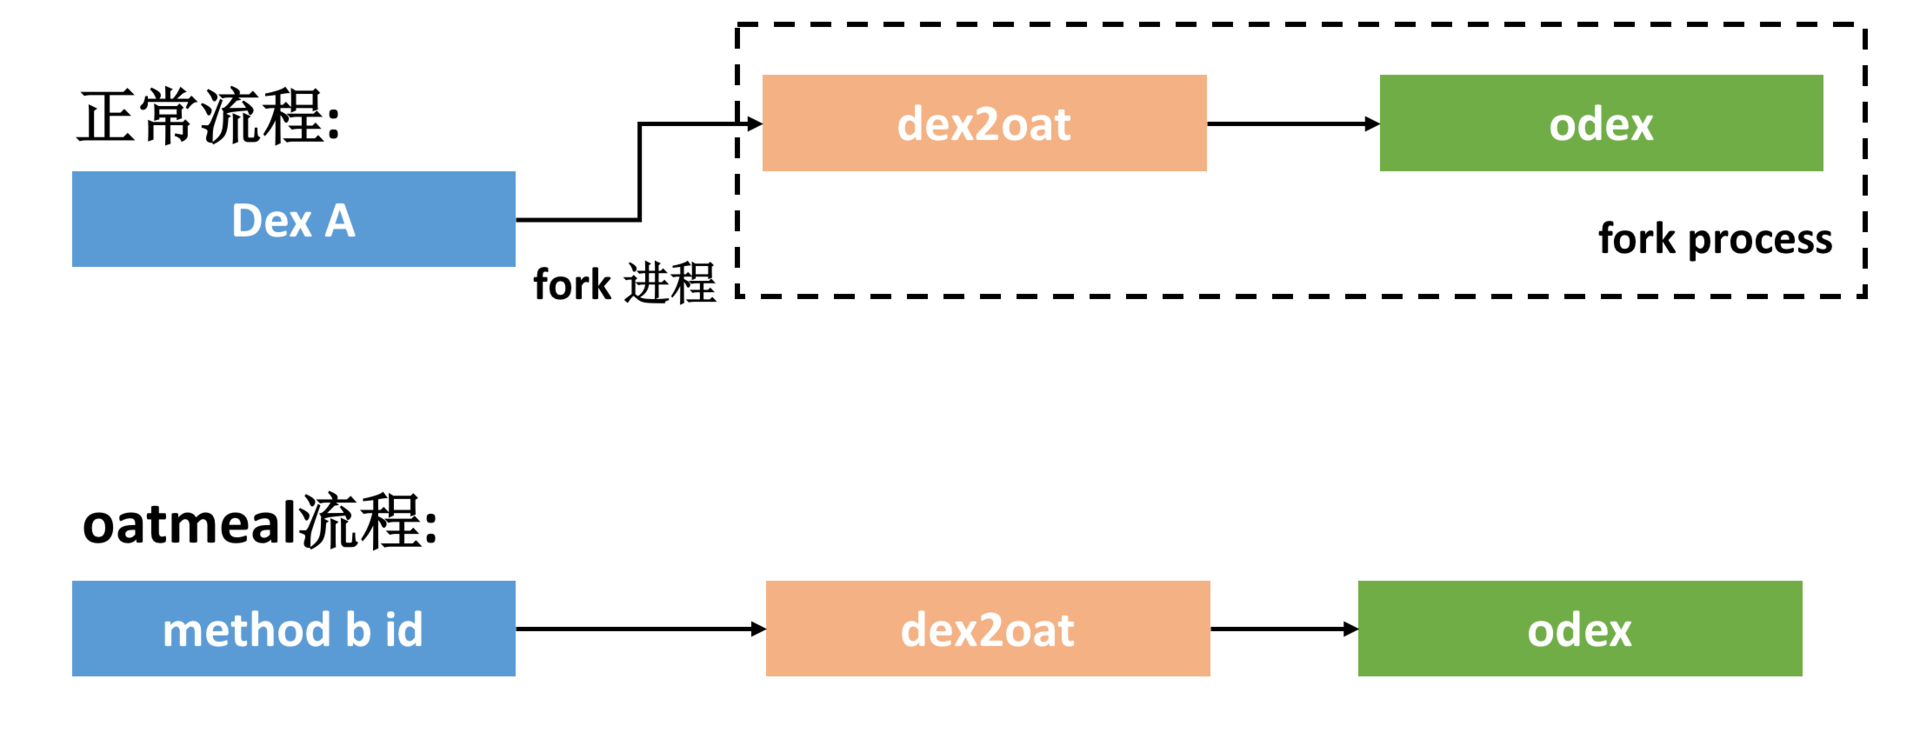 正常流程:
Dex A
fork 进程
dex2oat
odex
fork process
oatmeal流程:
method b id
dex2oat
odex